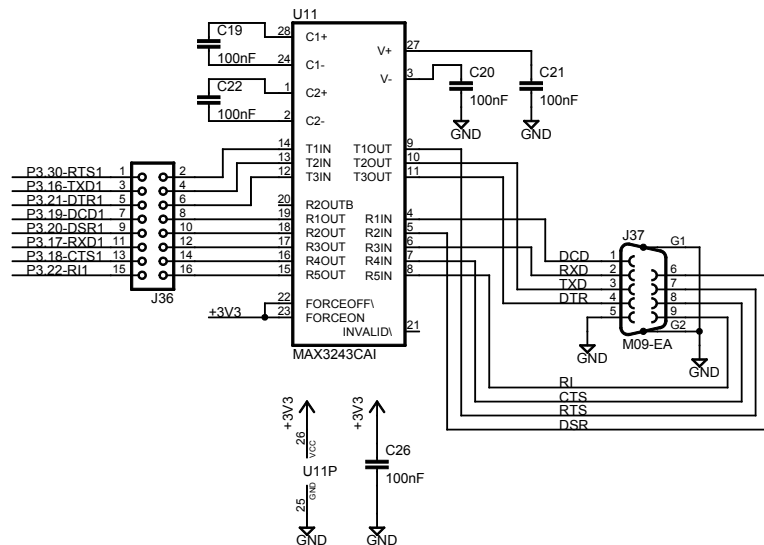 U11
28 C1+
C19
100nF
24 C1-
1 C2+
C22
100nF
2 C2-
V+ 27
V- 3
C20
100nF
GND
C21
100nF
GND
14 T1IN T1OUT 9
13 T2IN T2OUT 10
12 T3IN T3OUT 11
20 R2OUTB
19 R1OUT R1IN 4
18 R2OUT R2IN 5
17 R3OUT R3IN 6
16 R4OUT R4IN 7
15 R5OUT R5IN 8
22 FORCEOFF\
+3V3 23 FORCEON
INVALID\ 21
MAX3243CAI
P3.30-RTS1 1 2
P3.16-TXD1 3 4
P3.21-DTR1 5 6
P3.19-DCD1 7 8
P3.20-DSR1 9 10
P3.17-RXD1 11 12
P3.18-CTS1 13 14
P3.22-RI1 15 16
J36
J37
G1
DCD 1
RXD 2 6
TXD 3 7
DTR 4 8
5 9
G2
M09-EA
GND
GND
RI
CTS
RTS
DSR
+3V3
26 VCC
U11P
25 GND
GND
+3V3
C26
100nF
GND